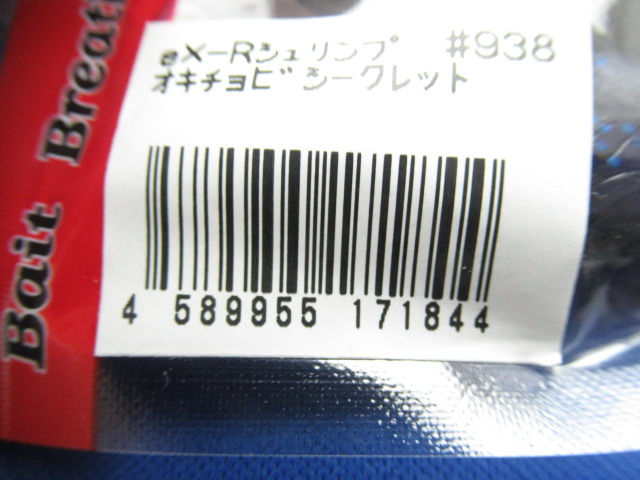 eX-Rシュリンプ #938
オキチョビ シークレット
4 589955 171844
Bait Breat